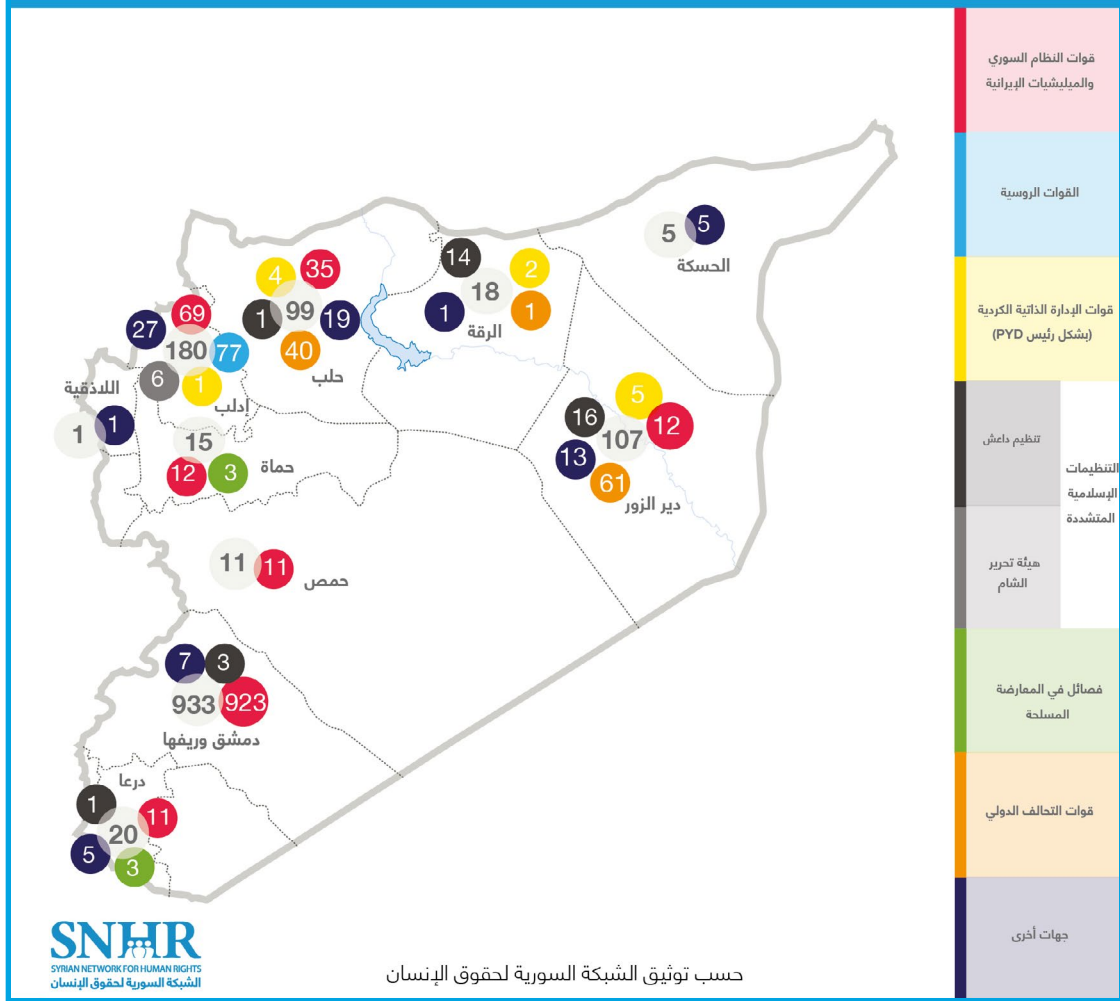 قوات النظام السوري
والميليشيات الإيرانية
القوات الروسية
قوات الإدارة الذاتية الكردية
(بشكل رئيس PYD)
تنظيم داعش
التنظيمات
الإسلامية
المتشددة
هيئة تحرير
الشام
فصائل في المعارضة
المسلحة
قوات التحالف الدولي
جهات أخرى
5
5
الحسكة
14
2
18
1
1
الرقة
4
35
1
99
19
40
حلب
69
27
180
77
6
1
إدلب
اللاذقية
1
1
15
12
3
حماة
5
16
12
107
13
61
دير الزور
11
11
حمص
7
3
933
923
دمشق وريفها
درعا
1
11
20
5
3
SNHR
SYRIAN NETWORK FOR HUMAN RIGHTS
الشبكة السورية لحقوق الإنسان
حسب توثيق الشبكة السورية لحقوق الإنسان